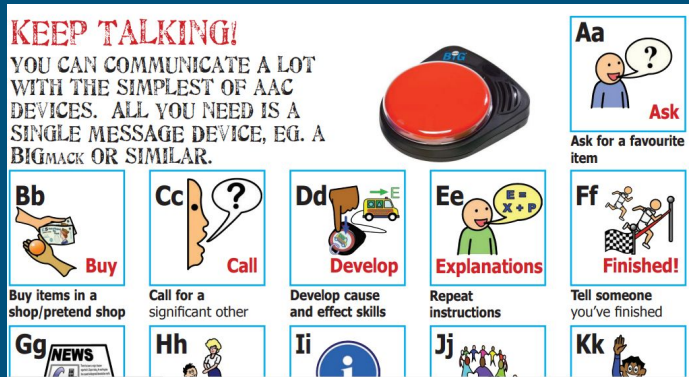 KEEP TALKING!
YOU CAN COMMUNICATE A LOT
WITH THE SIMPLEST OF AAC
DEVICES. ALL YOU NEED IS A
SINGLE MESSAGE DEVICE, EG. A
BIGMACK OR SIMILAR.
BIG
Aa
?
Ask
Ask for a favourite
item
Bb
Buy
Buy items in a
shop/pretend shop
Cc
?
Call
Call for a
significant other
Dd
E
Develop
Develop cause
and effect skills
Ee
E =
X + P
Explanations
Repeat
instructions
Ff
Finished!
Tell someone
you've finished
Gg
NEWS
Hh
Ii
i
Jj
Kk